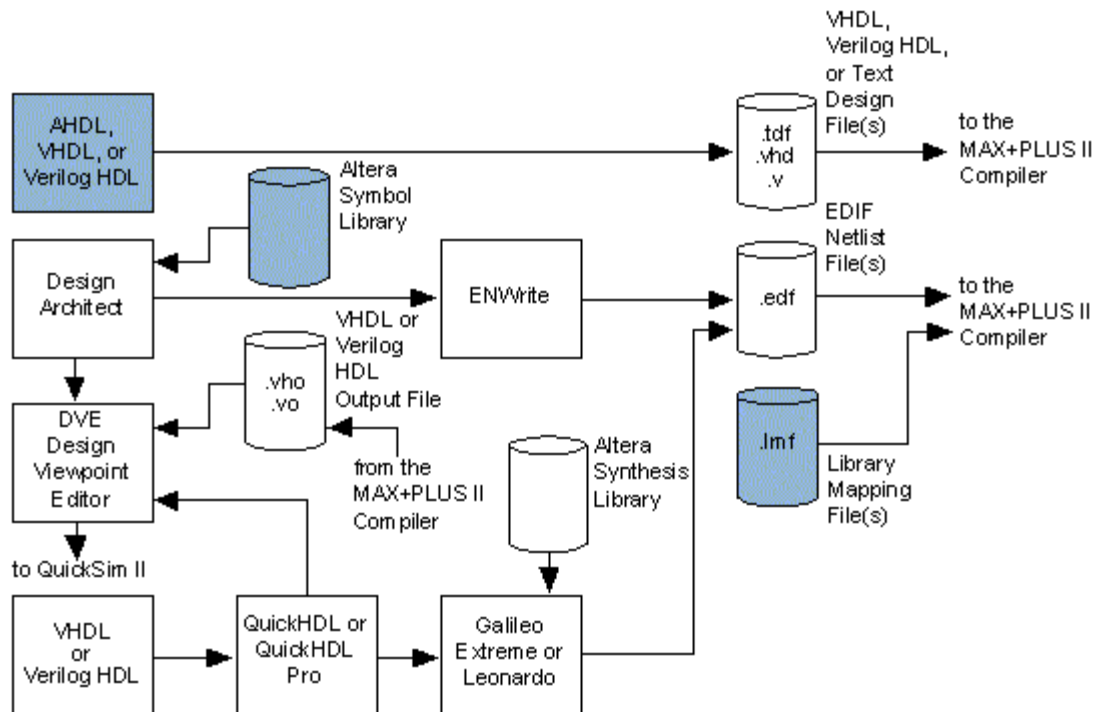 VHDL,
Verilog HDL,
or Text
Design
File(s)
AHDL,
VHDL, or
Verilog HDL
.tdf
.vhd
.v
to the
MAX+PLUS II
Compiler
Altera
Symbol
Library
EDIF
Netlist
File(s)
Design
Architect
ENWrite
.edf
to the
MAX+PLUS II
Compiler
VHDL or
Verilog
HDL
Output File
.vho
.vo
DVE
Design
Viewpoint
Editor
from the
MAX+PLUS II
Compiler
Altera
Synthesis
Library
.lmf
Library
Mapping
File(s)
to QuickSim II
VHDL
or
Verilog HDL
QuickHDL or
QuickHDL
Pro
Galileo
Extreme or
Leonardo